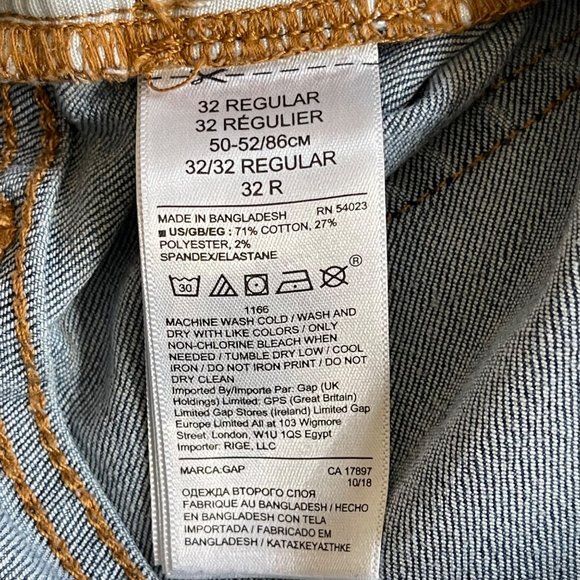 32 REGULAR
32 RÉGULIER
50-52/86CM
32/32 REGULAR
32 R
MADE IN BANGLADESH RN 54023
US/GB/EG : 71% COTTON, 27%
POLYESTER, 2%
SPANDEX/ELASTANE
30
®
1166
MACHINE WASH COLD / WASH AND
DRY WITH LIKE COLORS / ONLY
NON-CHLORINE BLEACH WHEN
NEEDED / TUMBLE DRY LOW / COOL
IRON / DO NOT IRON PRINT / DO NOT
DRY CLEAN
Imported By/Importe Par: Gap (UK
Holdings) Limited; GPS (Great Britain)
Limited Gap Stores (Ireland) Limited Gap
Europe Limited All at 103 Wigmore
Street, London, W1U 1QS Egypt
Importer: RIGE, LLC
MARCA:GAP CA 17897
10/18
ОДЕЖДА ВТОРОГО СЛОЯ
FABRIQUE AU BANGLADESH / HECHO
EN BANGLADESH CON TELA
IMPORTADA / FABRICADO EM
BANGLADESH / ΚΑΤΑΣΚΕΥΑΣΤΗΚΕ